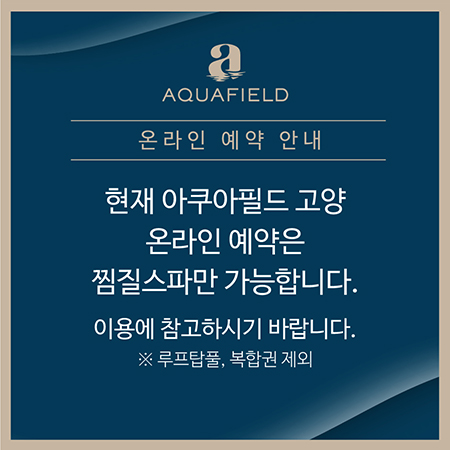 a
AQUAFIELD
온라인 예약 안내
현재 아쿠아필드 고양
온라인 예약은
찜질스파만 가능합니다.
이용에 참고하시기 바랍니다.
※ 루프탑풀, 복합권 제외